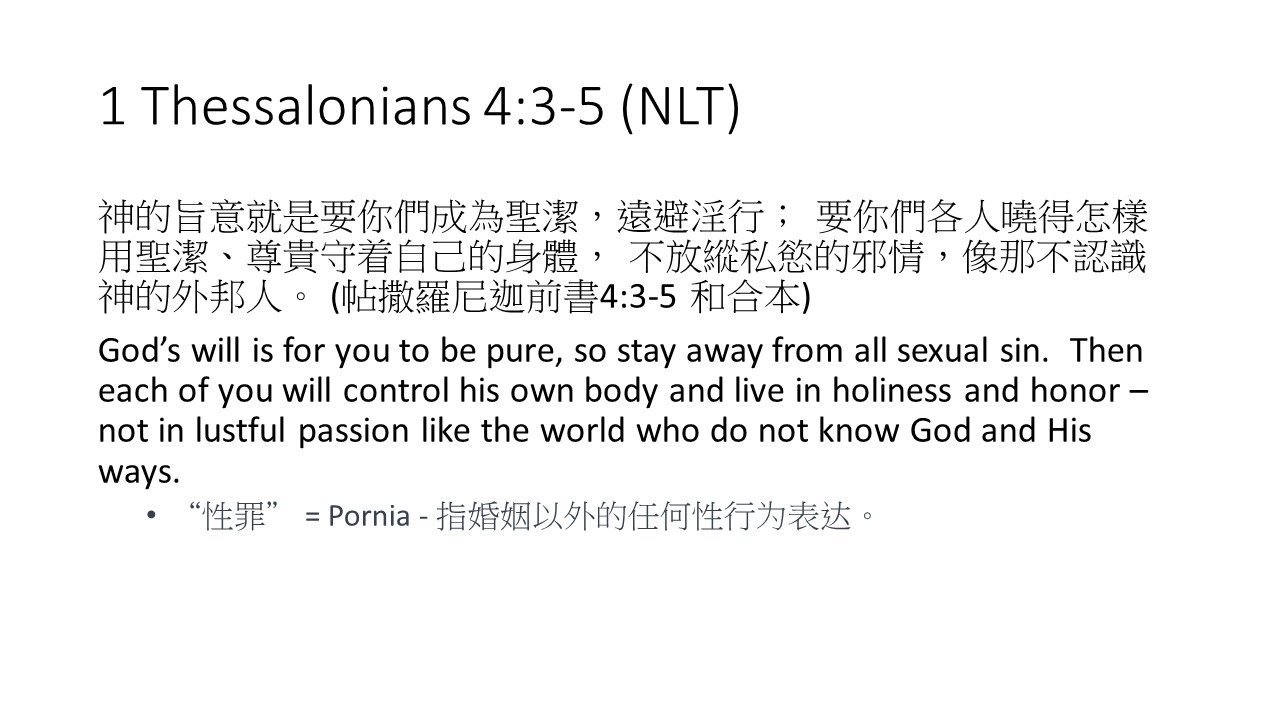 1 Thessalonians 4:3-5 (NLT)
神的旨意就是要你們成為聖潔，遠避淫行； 要你們各人曉得怎樣
用聖潔、尊貴守着自己的身體， 不放縱私慾的邪情，像那不認識
神的外邦人。 (帖撒羅尼迦前書4:3-5 和合本)
God’s will is for you to be pure, so stay away from all sexual sin.  Then
each of you will control his own body and live in holiness and honor –
not in lustful passion like the world who do not know God and His
ways.
• “性罪” = Pornia - 指婚姻以外的任何性行为表达。